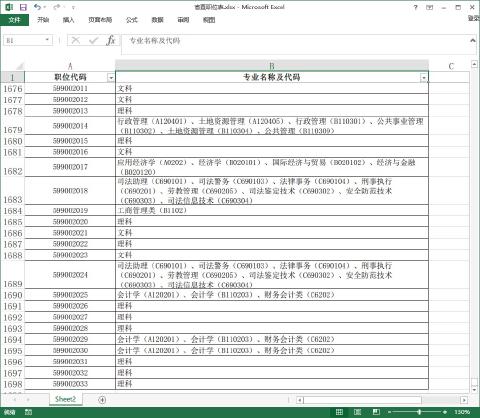 省直职位表.xlsx - Microsoft Excel
文件 开始 插入 页面布局 公式 数据 审阅 视图 登录
B1 fx 专业名称及代码
A B C
1 职位代码 专业名称及代码
1676 599002011 文科
1677 599002012 文科
1678 599002013 理科
1679 599002014 行政管理（A120401）、土地资源管理（A120405）、行政管理（B110301）、公共事业管理
（B110302）、土地资源管理（B110304）、公共管理（B110309）
1680 599002015 理科
1681 599002016 文科
1682 599002017 应用经济学（A0202）、经济学（B020101）、国际经济与贸易（B020102）、经济与金融
（B020120）
1683 599002018 司法助理（C690101）、司法警务（C690103）、法律事务（C690104）、刑事执行
（C690201）、劳教管理（C690205）、司法鉴定技术（C690302）、安全防范技术
（C690303）、司法信息技术（C690304）
1684 599002019 工商管理类（B1102）
1685 599002020 理科
1686 599002021 文科
1687 599002022 理科
1688 599002023 文科
1689 599002024 司法助理（C690101）、司法警务（C690103）、法律事务（C690104）、刑事执行
（C690201）、劳教管理（C690205）、司法鉴定技术（C690302）、安全防范技术
（C690303）、司法信息技术（C690304）
1690 599002025 会计学（A120201）、会计学（B110203）、财务会计类（C6202）
1691 599002026 理科
1692 599002027 理科
1693 599002028 理科
1694 599002029 会计学（A120201）、会计学（B110203）、财务会计类（C6202）
1695 599002030 会计学（A120201）、会计学（B110203）、财务会计类（C6202）
1696 599002031 理科
1697 599002032 理科
1698 599002033 理科
Sheet2
就绪 130%